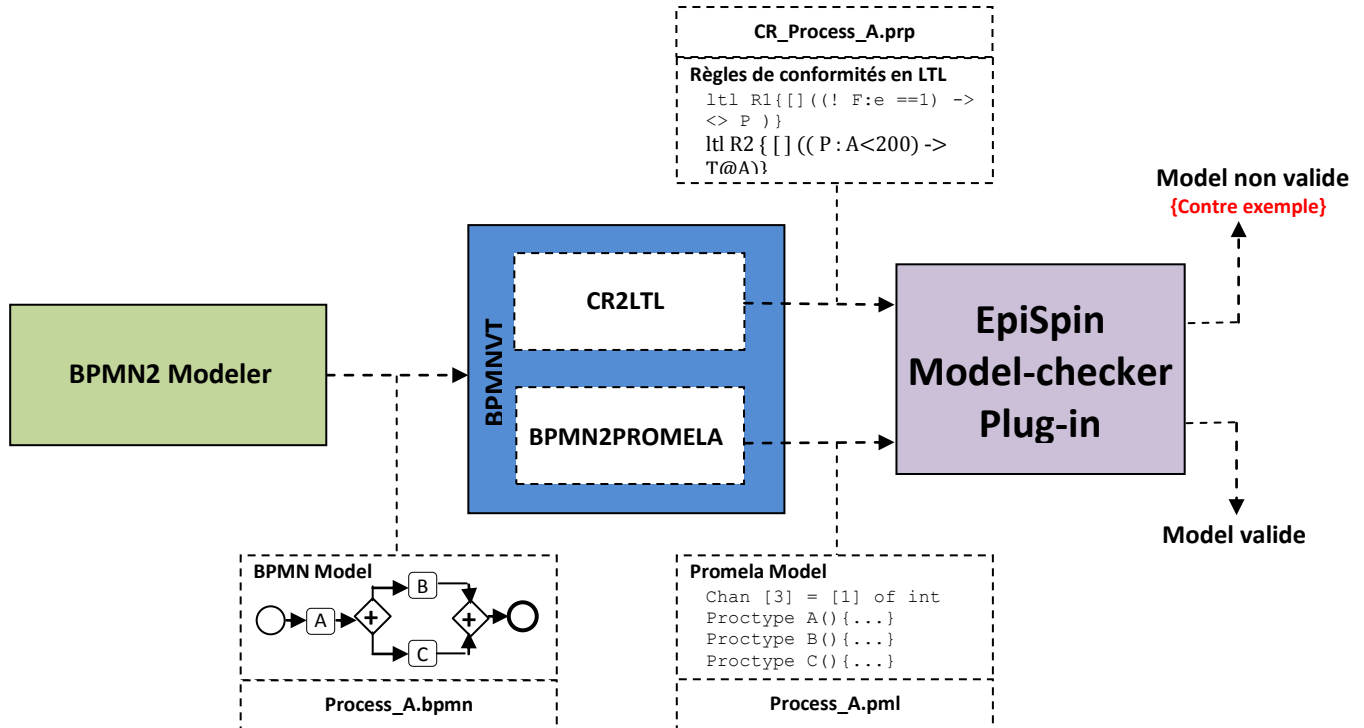 CR_Process_A.prp
Règles de conformités en LTL
ltl R1{[]((! F:e ==1) ->
<> P )}
ltl R2 { [ ] (( P : A<200) ->
T@A)}
Model non valide
{Contre exemple}
BPMN2 Modeler
BPMNVT
CR2LTL
BPMN2PROMELA
EpiSpin
Model-checker
Plug-in
Model valide
BPMN Model
A
+
B
C
+
Process_A.bpmn
Promela Model
Chan [3] = [1] of int
Proctype A(){...}
Proctype B(){...}
Proctype C(){...}
Process_A.pml